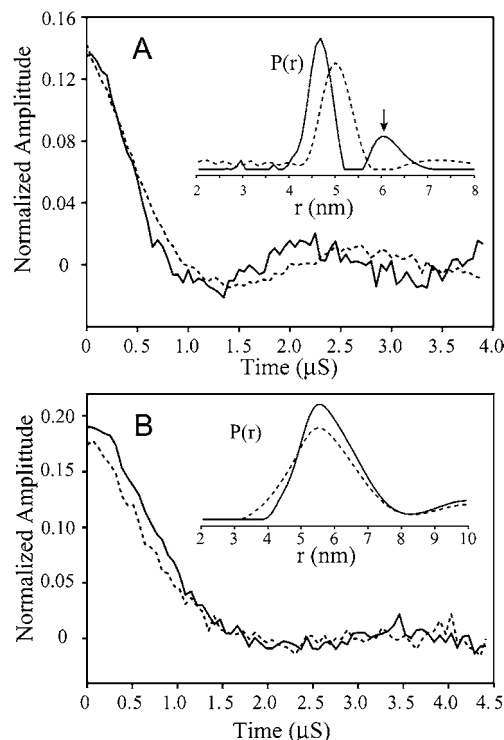 A
0.16
0.12
0.08
0.04
0
Normalized Amplittude
P(r)
2 3 4 5 6 7 8
r (nm)
0 0.5 1.0 1.5 2.0 2.5 3.0 3.5 4.0
Time (µS)
B
0.20
0.15
0.10
0.05
0
Normalized Amplittude
P(r)
2 3 4 5 6 7 8 9 10
r (nm)
0 0.5 1.0 1.5 2.0 2.5 3.0 3.5 4.0 4.5
Time (µS)